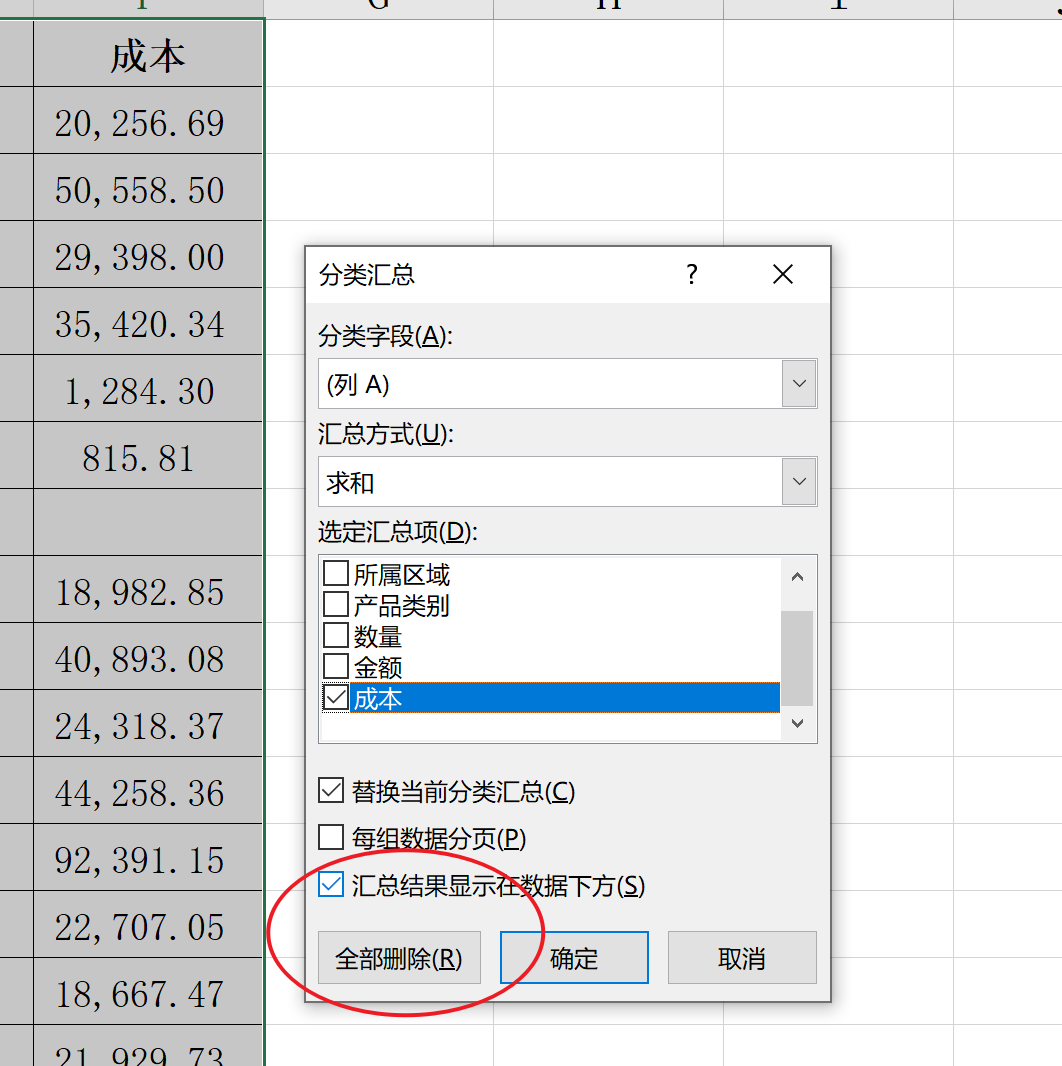 G H I
成本
20,256.69
50,558.50
29,398.00
35,420.34
1,284.30
815.81
18,982.85
40,893.08
24,318.37
44,258.36
92,391.15
22,707.05
18,667.47
21,929.73
分类汇总 ?
分类字段(A):
(列 A)
汇总方式(U):
求和
选定汇总项(D):
所属区域
产品类别
数量
金额
成本
替换当前分类汇总(C)
每组数据分页(P)
汇总结果显示在数据下方(S)
全部删除(R) 确定 取消